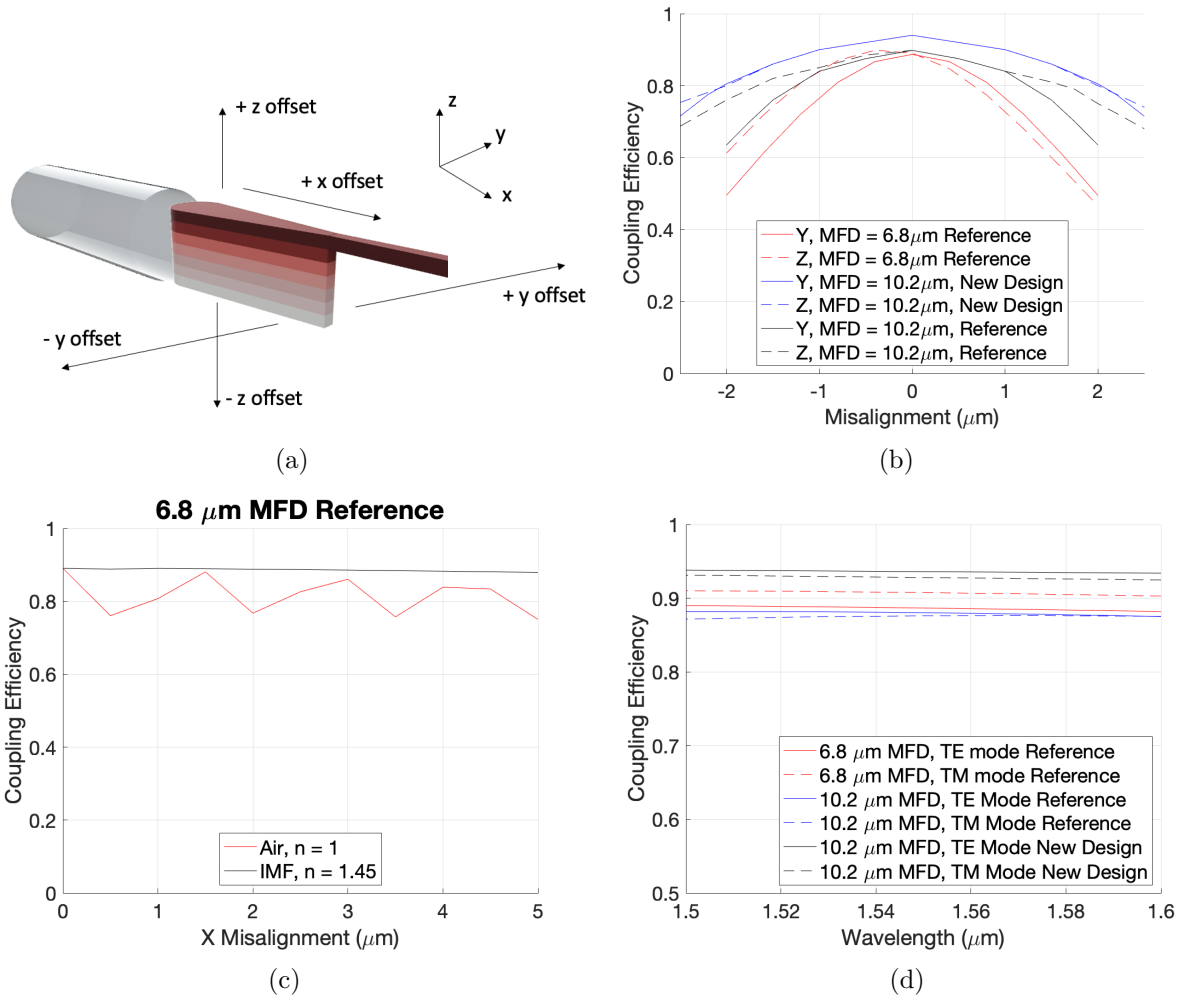 + z offset
z
y
x
+ x offset
+ y offset
- y offset
- z offset
(a)
1
0.8
0.6
0.4
0.2
0
Coupling Efficiency
Y, MFD = 6.8μm Reference
Z, MFD = 6.8μm Reference
Y, MFD = 10.2μm, New Design
Z, MFD = 10.2μm, New Design
Y, MFD = 10.2μm, Reference
Z, MFD = 10.2μm, Reference
-2 -1 0 1 2
Misalignment (μm)
(b)
6.8 μm MFD Reference
1
0.8
0.6
0.4
0.2
0
Coupling Efficiency
Air, n = 1
IMF, n = 1.45
0 1 2 3 4 5
X Misalignment (μm)
(c)
1
0.9
0.8
0.7
0.6
0.5
Coupling Efficiency
6.8 μm MFD, TE mode Reference
6.8 μm MFD, TM mode Reference
10.2 μm MFD, TE Mode Reference
10.2 μm MFD, TM Mode Reference
10.2 μm MFD, TE Mode New Design
10.2 μm MFD, TM Mode New Design
1.5 1.52 1.54 1.56 1.58 1.6
Wavelength (μm)
(d)